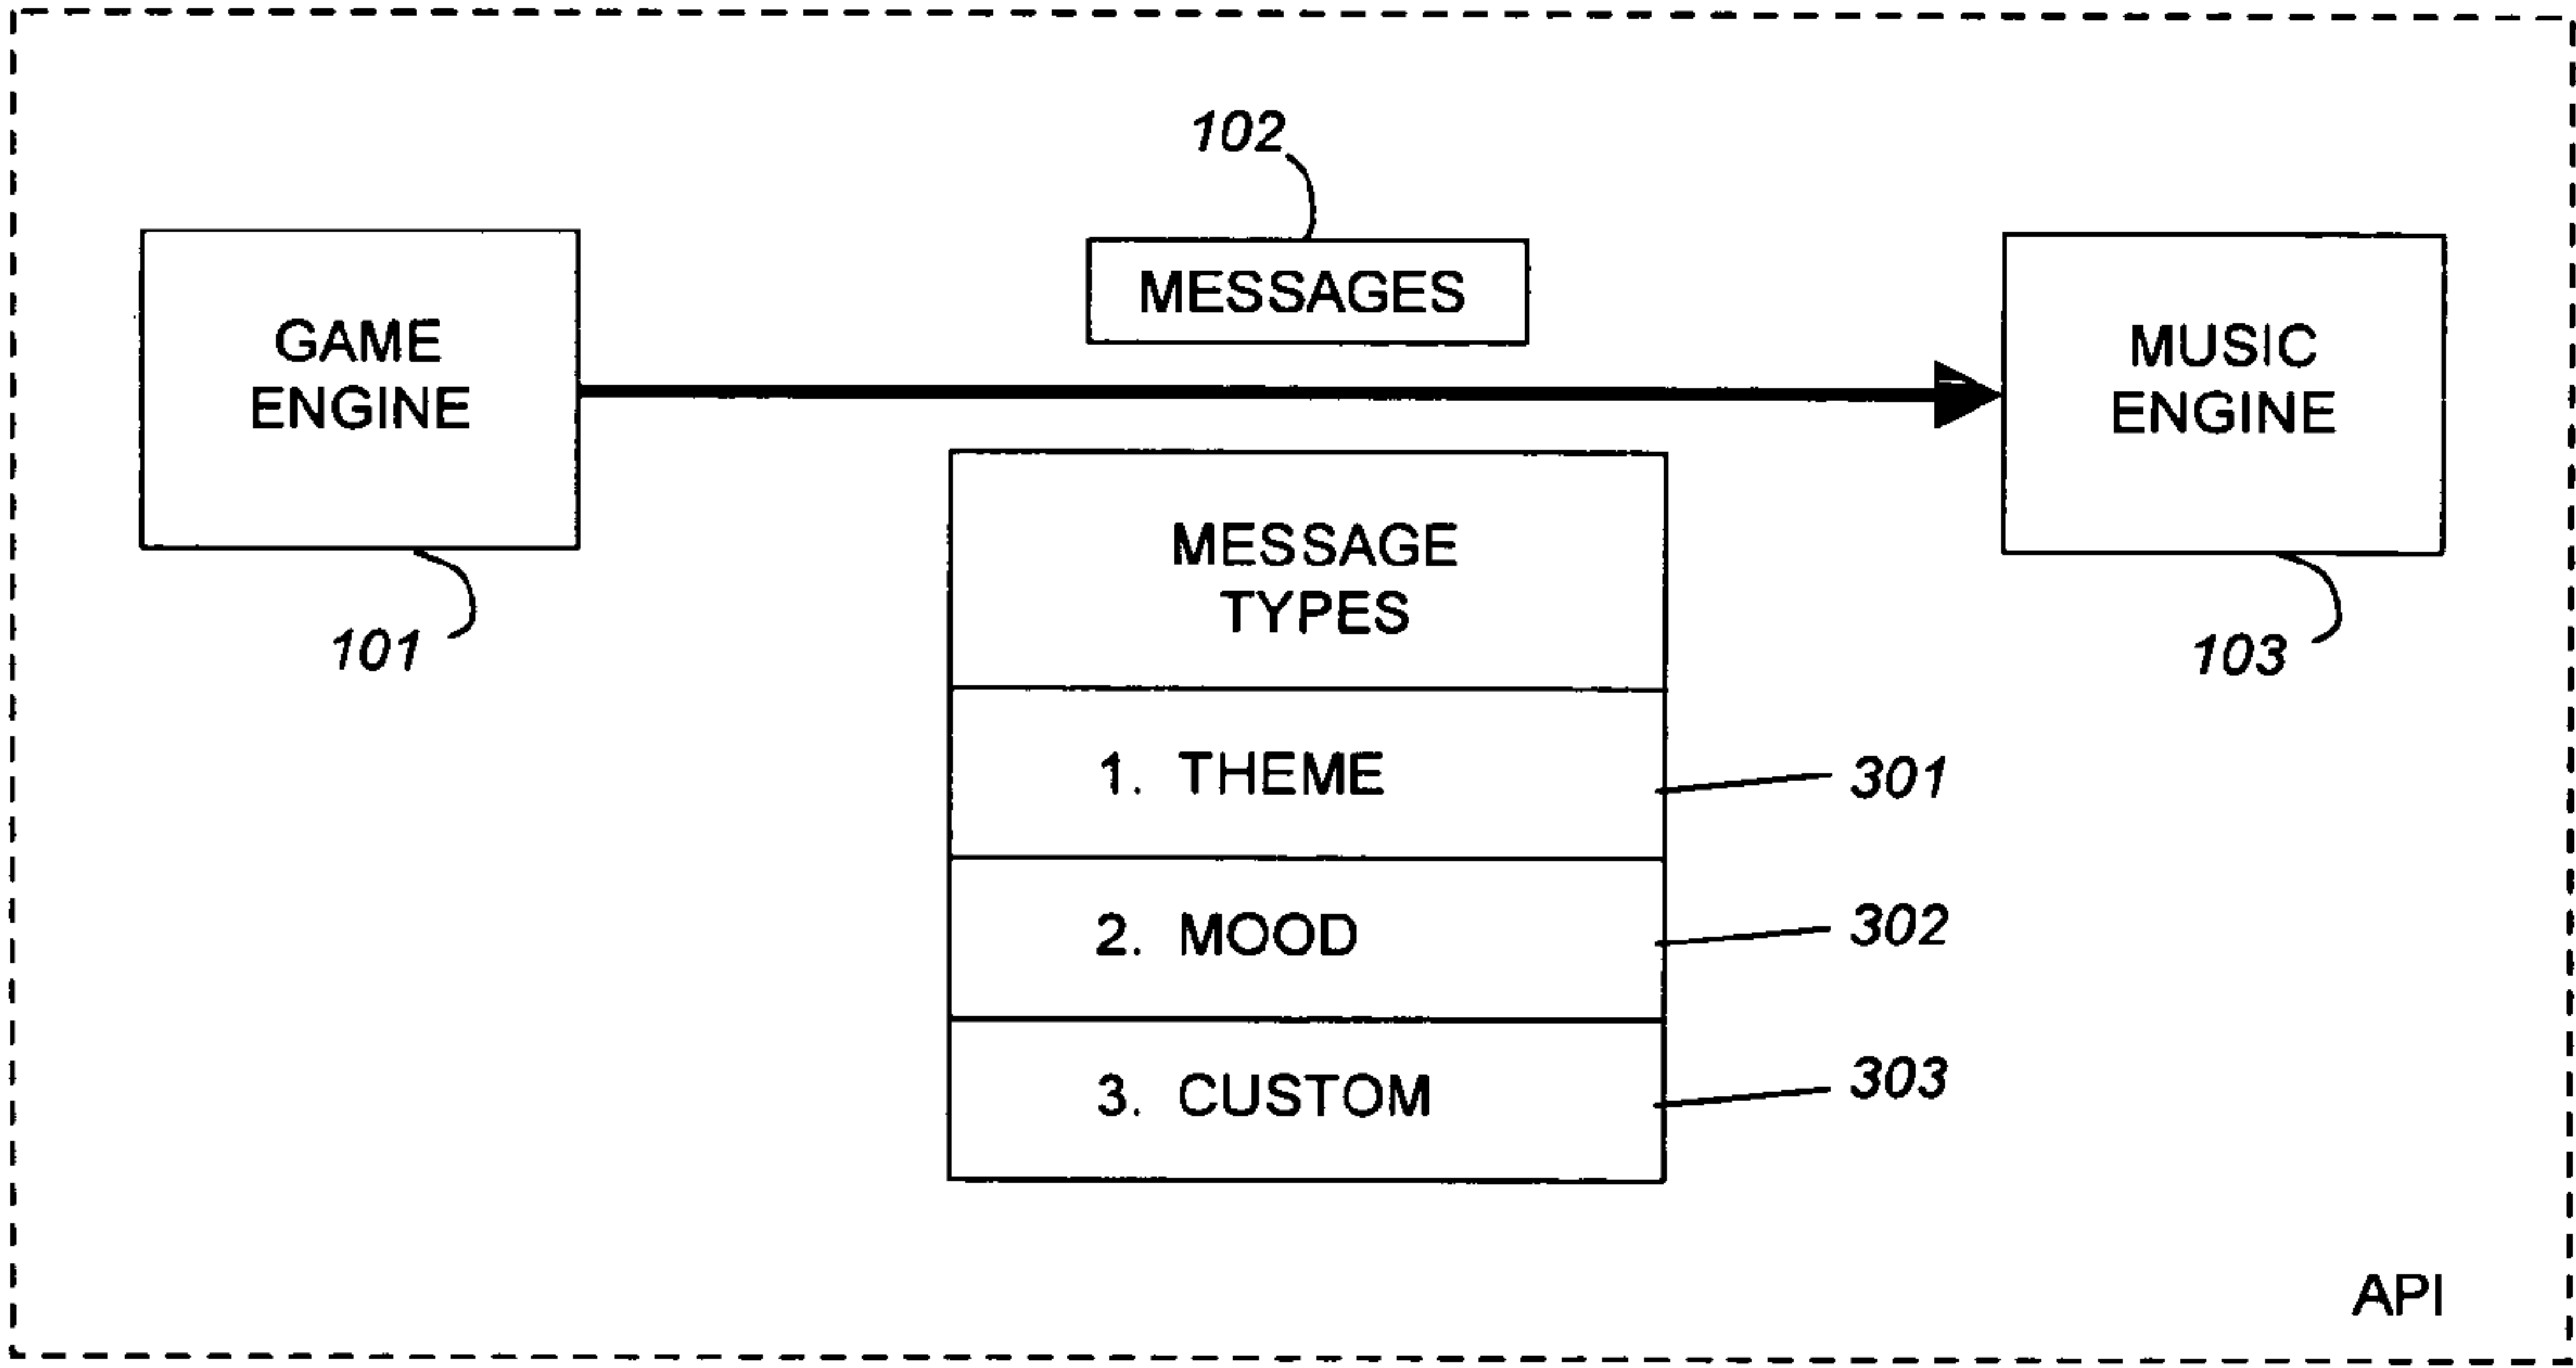 102
MESSAGES
GAME
ENGINE
MUSIC
ENGINE
101
103
MESSAGE
TYPES
1. THEME
301
2. MOOD
302
3. CUSTOM
303
API